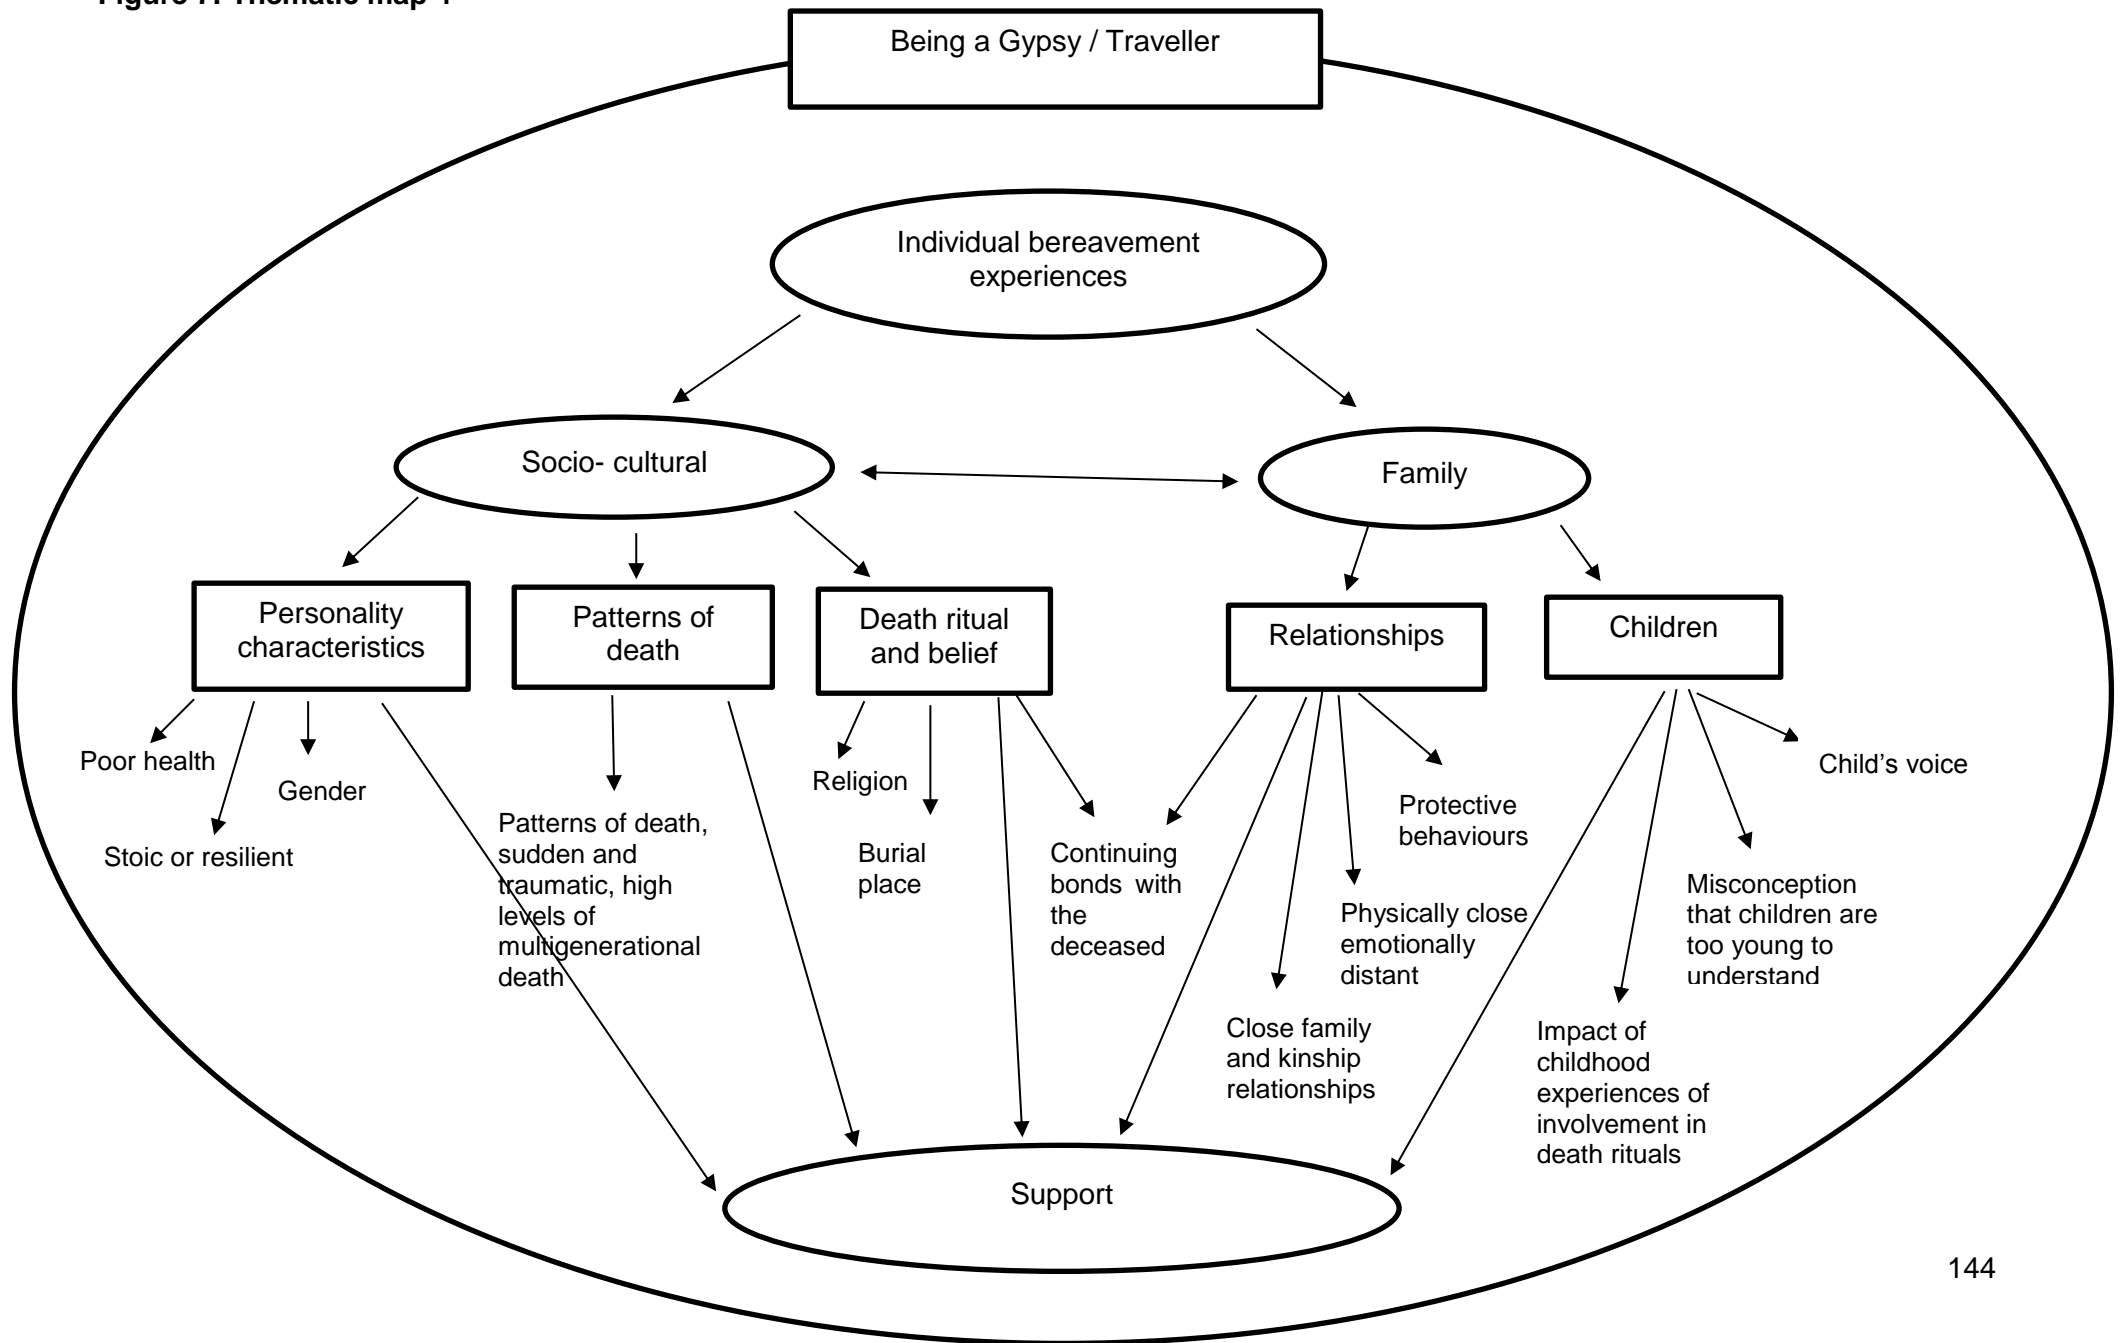 Figure 7: Thematic map
Being a Gypsy / Traveller
Individual bereavement
experiences
Socio- cultural
Family
Personality
characteristics
Patterns of
death
Death ritual
and belief
Relationships
Children
Poor health
Gender
Stoic or resilient
Patterns of death,
sudden and
traumatic, high
levels of
multigenerational
death
Religion
Burial
place
Continuing
bonds with
the
deceased
Protective
behaviours
Physically close
emotionally
distant
Close family
and kinship
relationships
Child’s voice
Misconception
that children are
too young to
understand
Impact of
childhood
experiences of
involvement in
death rituals
Support
144